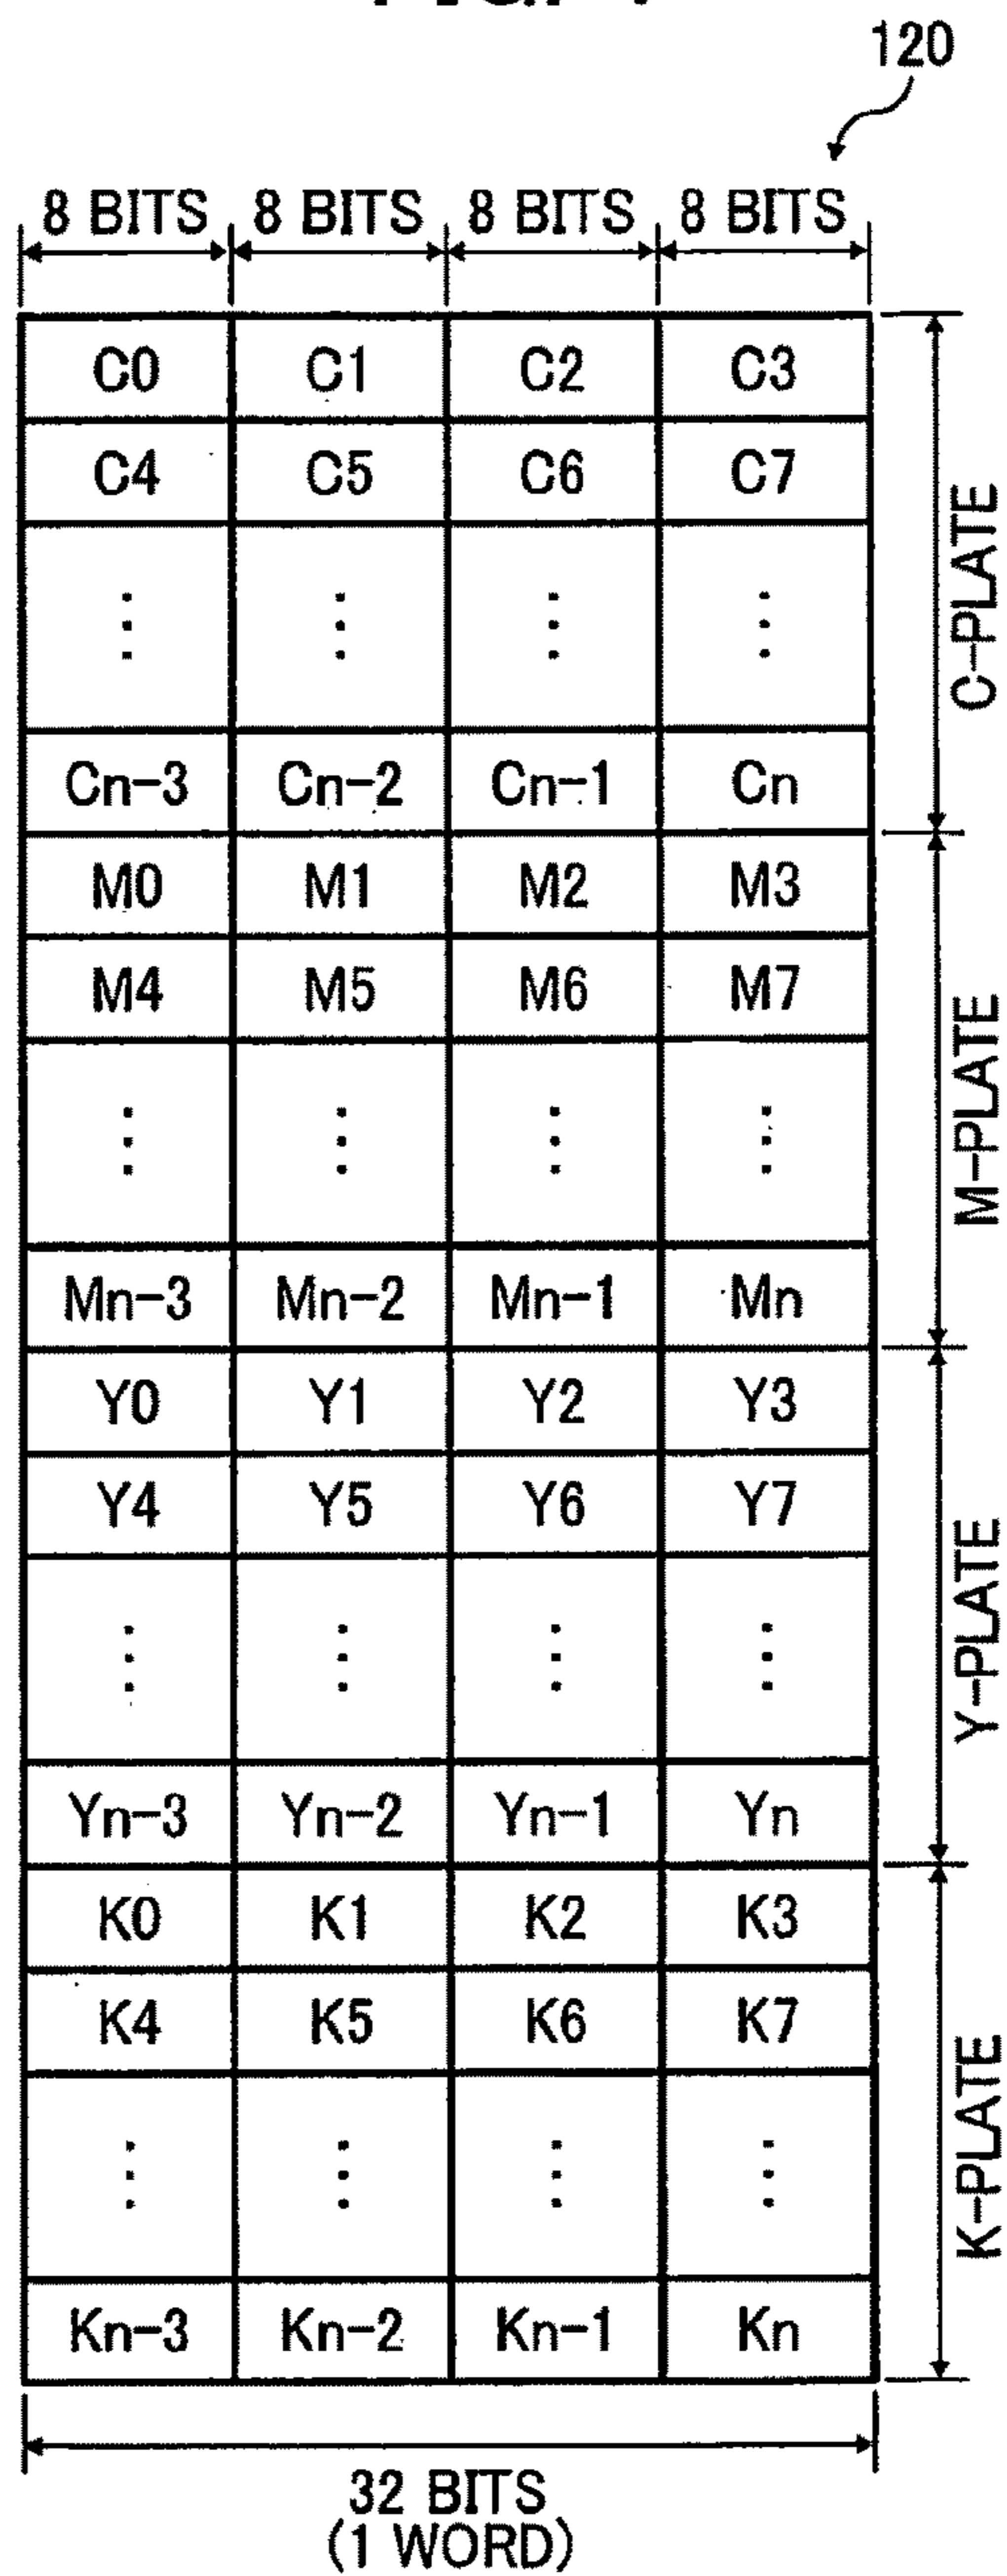 120
8 BITS 8 BITS 8 BITS 8 BITS
C0 C1 C2 C3
C4 C5 C6 C7
⋮ ⋮ ⋮ ⋮
Cn-3 Cn-2 Cn-1 Cn
C-PLATE
M0 M1 M2 M3
M4 M5 M6 M7
⋮ ⋮ ⋮ ⋮
Mn-3 Mn-2 Mn-1 Mn
M-PLATE
Y0 Y1 Y2 Y3
Y4 Y5 Y6 Y7
⋮ ⋮ ⋮ ⋮
Yn-3 Yn-2 Yn-1 Yn
Y-PLATE
K0 K1 K2 K3
K4 K5 K6 K7
⋮ ⋮ ⋮ ⋮
Kn-3 Kn-2 Kn-1 Kn
K-PLATE
32 BITS
(1 WORD)